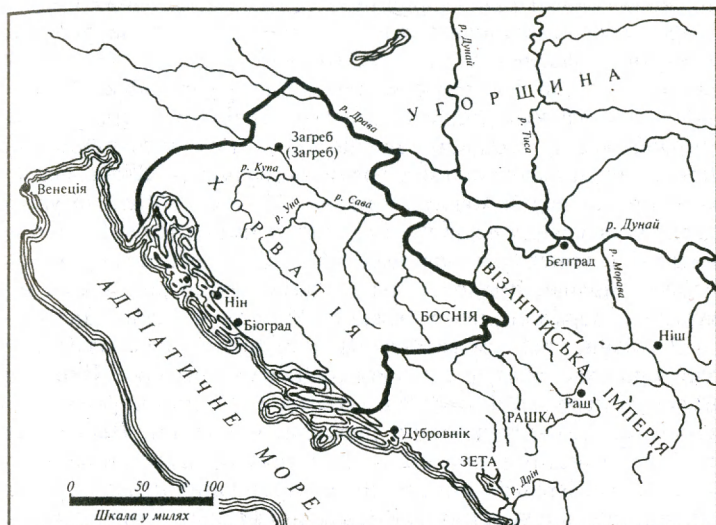 УГОРЩИНА
р. Дунай
р. Тиса
р. Драва
Загреб
(Загреб)
р. Купа
р. Сава
р. Уна
ХОРВАТІЯ
Венеція
р. Дунай
Бєлґрад
р. Морава
Нін
Біоград
АДРІАТИЧНЕ МОРЕ
БОСНІЯ
ВІЗАНТІЙСЬКА ІМПЕРІЯ
Ніш
Раш
РАШКА
Дубровнік
ЗЕТА
р. Дрін
0 50 100
Шкала у милях